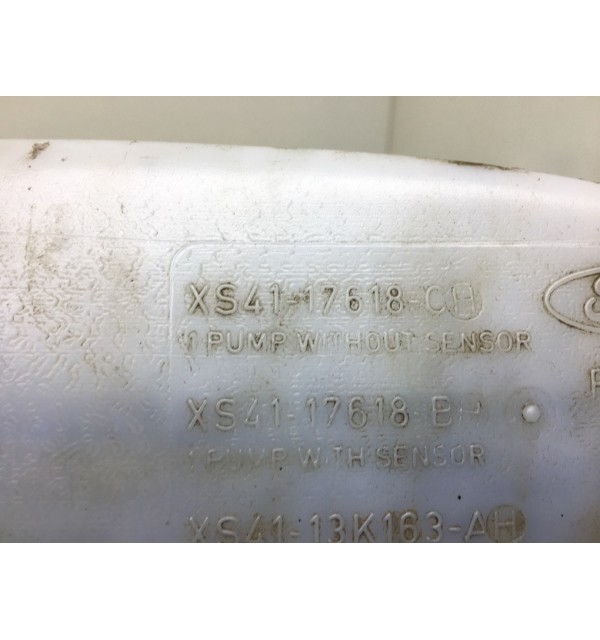 XS41-17618-CH
1 PUMP WITHOUT SENSOR
XS41-17618 BH
1 PUMP WITH SENSOR
XS41-13K163-AH